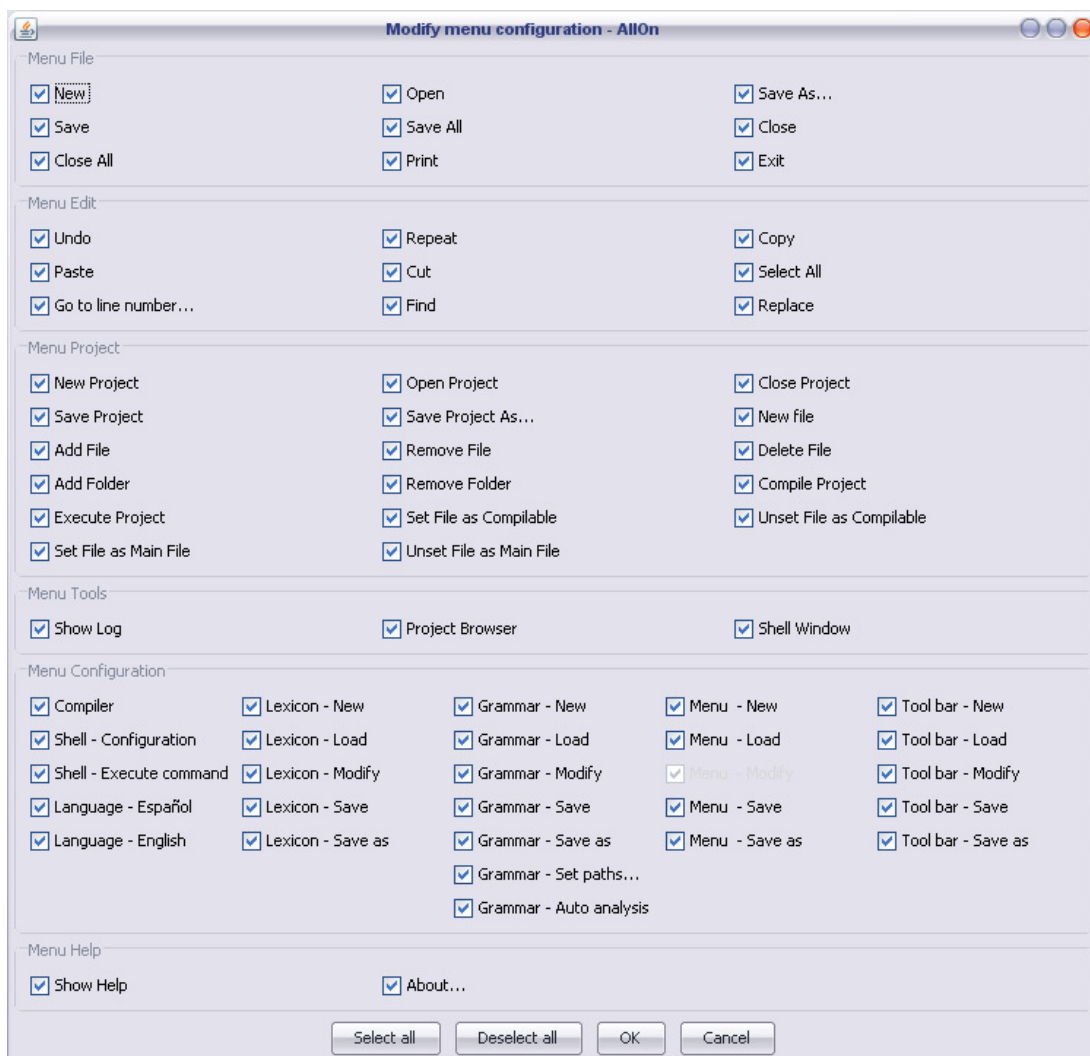 Modify menu configuration - AllOn
Menu File
New Open Save As...
Save Save All Close
Close All Print Exit
Menu Edit
Undo Repeat Copy
Paste Cut Select All
Go to line number... Find Replace
Menu Project
New Project Open Project Close Project
Save Project Save Project As... New file
Add File Remove File Delete File
Add Folder Remove Folder Compile Project
Execute Project Set File as Compilable Unset File as Compilable
Set File as Main File Unset File as Main File
Menu Tools
Show Log Project Browser Shell Window
Menu Configuration
Compiler Lexicon - New Grammar - New Menu - New Tool bar - New
Shell - Configuration Lexicon - Load Grammar - Load Menu - Load Tool bar - Load
Shell - Execute command Lexicon - Modify Grammar - Modify Menu - Modify Tool bar - Modify
Language - Español Lexicon - Save Grammar - Save Menu - Save Tool bar - Save
Language - English Lexicon - Save as Grammar - Save as Menu - Save as Tool bar - Save as
Grammar - Set paths...
Grammar - Auto analysis
Menu Help
Show Help About...
Select all Deselect all OK Cancel